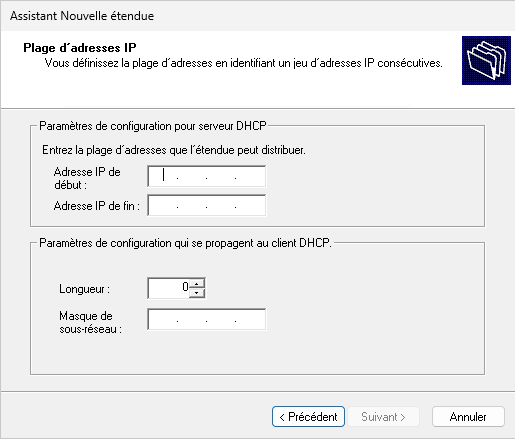 Assistant Nouvelle étendue
Plage d´adresses IP
Vous définissez la plage d´adresses en identifiant un jeu d´adresses IP consécutives.
Paramètres de configuration pour serveur DHCP
Entrez la plage d´adresses que l´étendue peut distribuer.
Adresse IP de
début :
. . .
Adresse IP de fin :
. . .
Paramètres de configuration qui se propagent au client DHCP.
Longueur :
0
Masque de
sous-réseau :
. . .
< Précédent
Suivant >
Annuler